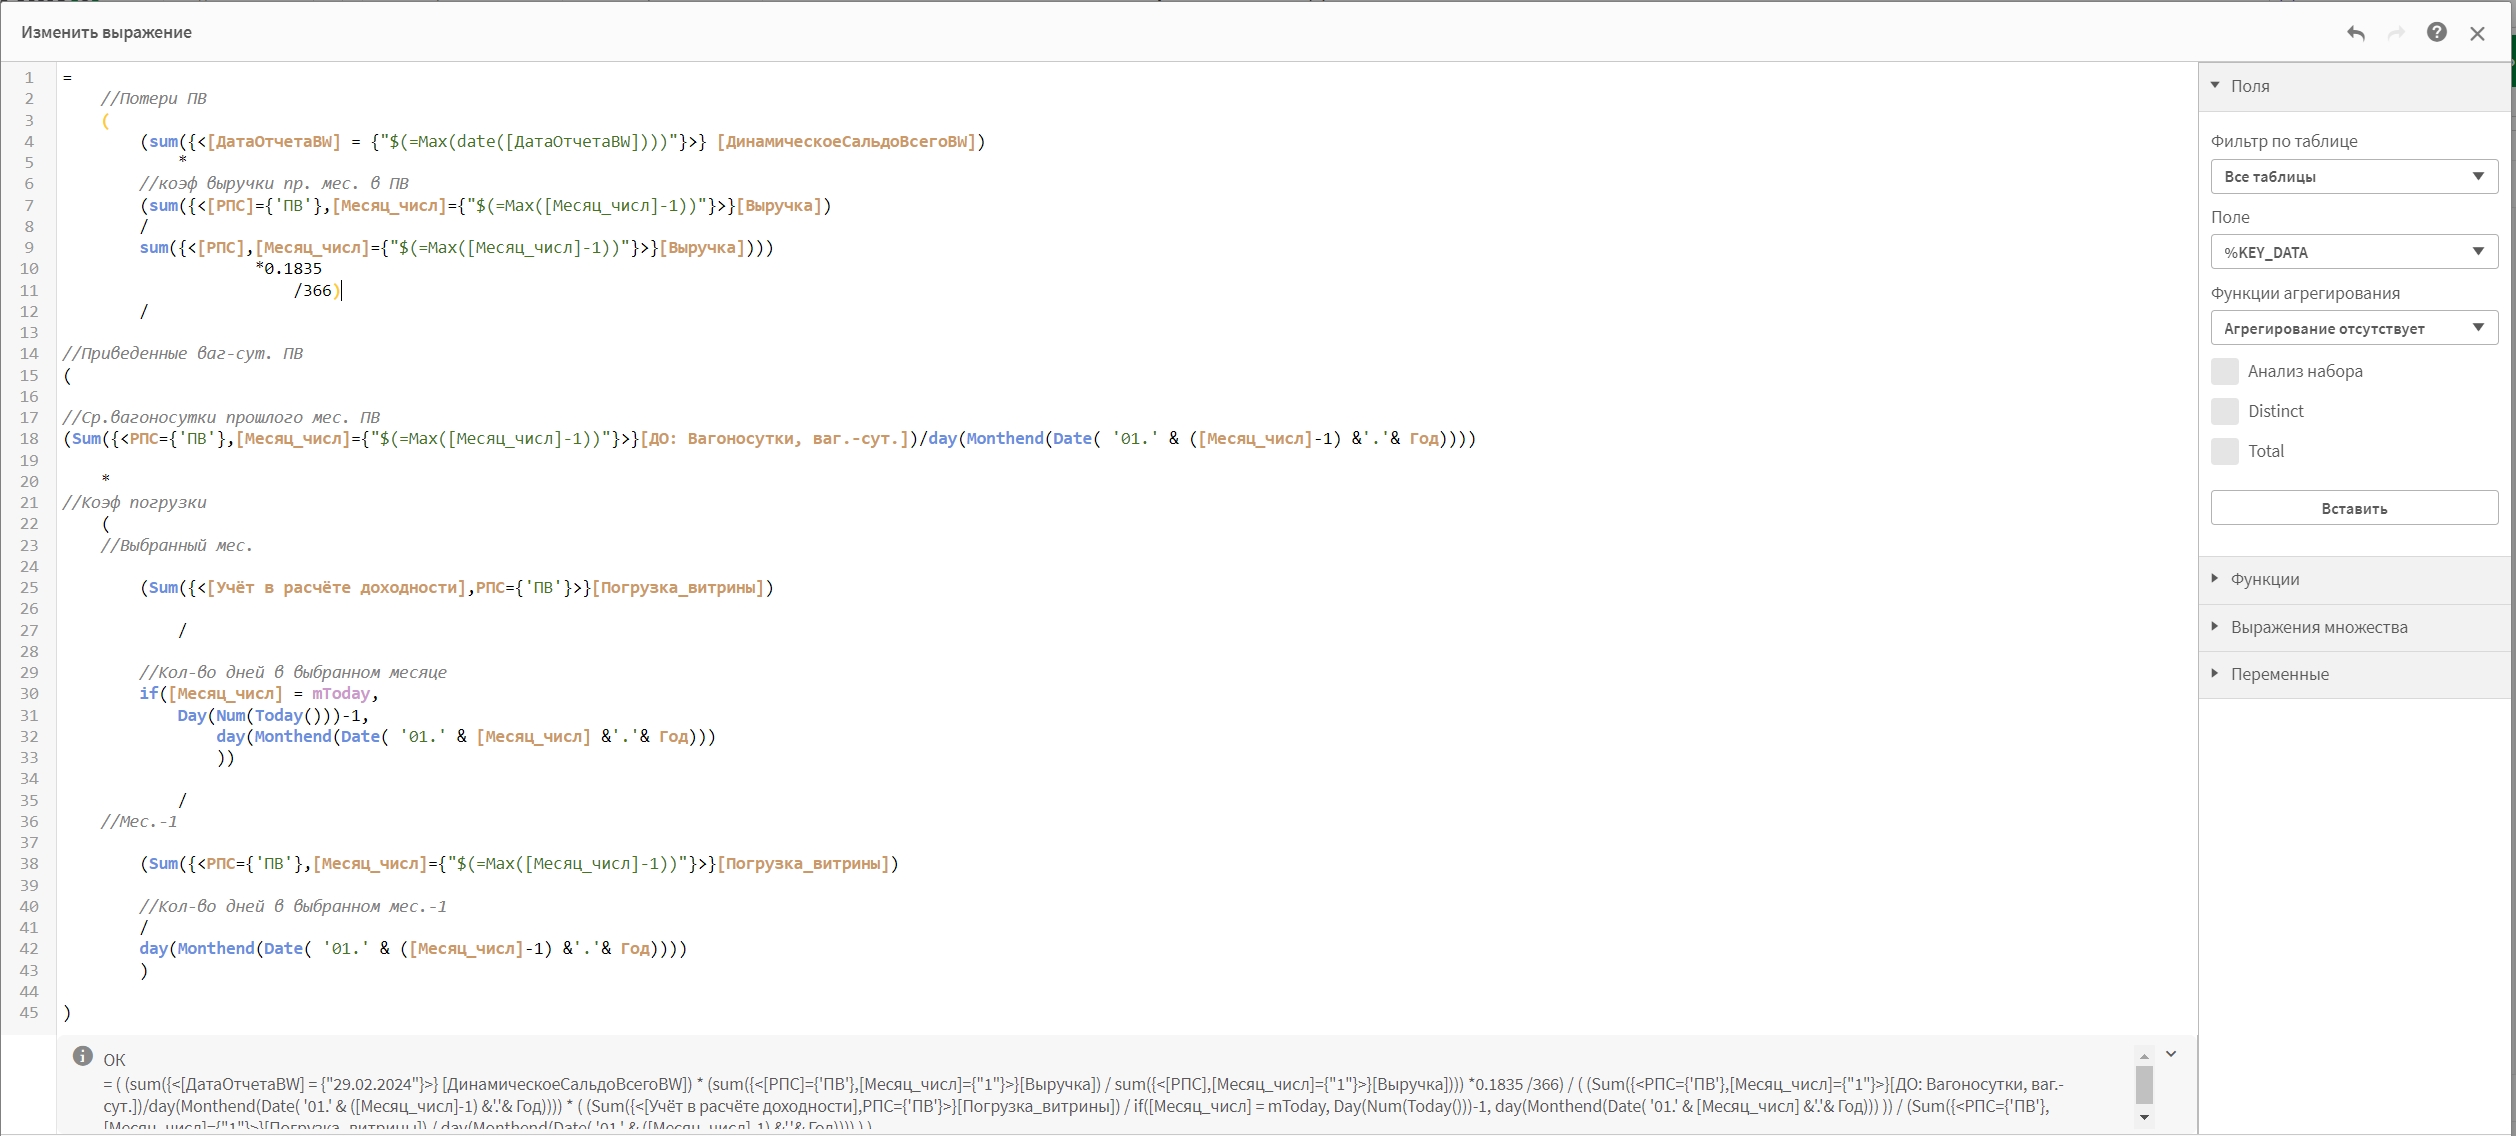 Изменить выражение
1 =
2 //Потери ПВ
3 (
4 (sum({<[ДатаОтчетаBW] = {"$(=Max(date([ДатаОтчетаBW])))"}>} [ДинамическоеСальдоВсегоBW])
5 *
6 //коэф выручки пр. мес. в ПВ
7 (sum({<[РПС]={'ПВ'},[Месяц_числ]={"$(=Max([Месяц_числ]-1))"}>}[Выручка])
8 /
9 sum({<[РПС],[Месяц_числ]={"$(=Max([Месяц_числ]-1))"}>}[Выручка])))
10 *0.1835
11 /366)
12 /
13
14 //Приведенные ваг-сут. ПВ
15 (
16
17 //Ср.вагоносутки прошлого мес. ПВ
18 (Sum({<РПС={'ПВ'},[Месяц_числ]={"$(=Max([Месяц_числ]-1))"}>}[ДО: Вагоносутки, ваг.-сут.])/day(Monthend(Date( '01.' & ([Месяц_числ]-1) &'.'& Год))))
19
20 *
21 //Коэф погрузки
22 (
23 //Выбранный мес.
24
25 (Sum({<[Учёт в расчёте доходности],РПС={'ПВ'}>}[Погрузка_витрины])
26
27 /
28
29 //Кол-во дней в выбранном месяце
30 if([Месяц_числ] = mToday,
31 Day(Num(Today()))-1,
32 day(Monthend(Date( '01.' & [Месяц_числ] &'.'& Год)))
33 ))
34
35 /
36 //Мес.-1
37
38 (Sum({<РПС={'ПВ'},[Месяц_числ]={"$(=Max([Месяц_числ]-1))"}>}[Погрузка_витрины])
39
40 //Кол-во дней в выбранном мес.-1
41 /
42 day(Monthend(Date( '01.' & ([Месяц_числ]-1) &'.'& Год))))
43 )
44
45 )
OK
= ( (sum({<[ДатаОтчетаBW] = {"29.02.2024"}>} [ДинамическоеСальдоВсегоBW]) * (sum({<[РПС]={'ПВ'},[Месяц_числ]={"1"}>}[Выручка]) / sum({<[РПС],[Месяц_числ]={"1"}>}[Выручка]))) *0.1835 /366) / ( (Sum({<РПС={'ПВ'},[Месяц_числ]={"1"}>}[ДО: Вагоносутки, ваг.-
сут.])/day(Monthend(Date( '01.' & ([Месяц_числ]-1) &'.'& Год)))) * ( (Sum({<[Учёт в расчёте доходности],РПС={'ПВ'}>}[Погрузка_витрины]) / if([Месяц_числ] = mToday, Day(Num(Today()))-1, day(Monthend(Date( '01.' & [Месяц_числ] &'.'& Год))) )) / (Sum({<РПС={'ПВ'},
[Месяц_числ]={"1"}>}[Погрузка_витрины]) / day(Monthend(Date( '01.' & ([Месяц_числ]-1) &'.'& Год)))) ) )
Поля
Фильтр по таблице
Все таблицы
Поле
%KEY_DATA
Функции агрегирования
Агрегирование отсутствует
Анализ набора
Distinct
Total
Вставить
Функции
Выражения множества
Переменные